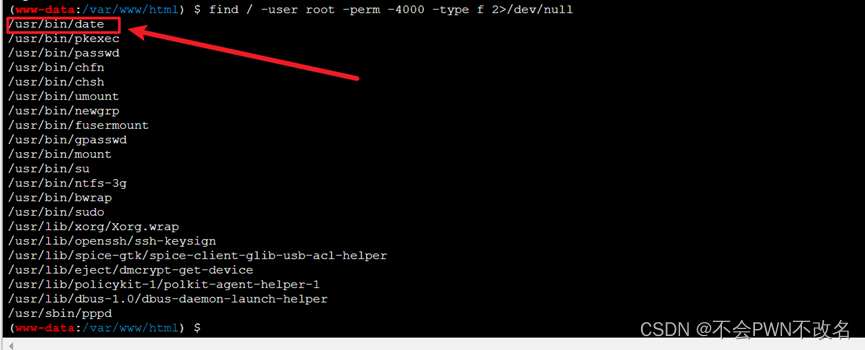 (www-data:/var/www/html) $ find / -user root -perm -4000 -type f 2>/dev/null
/usr/bin/date
/usr/bin/pkexec
/usr/bin/passwd
/usr/bin/chfn
/usr/bin/chsh
/usr/bin/umount
/usr/bin/newgrp
/usr/bin/fusermount
/usr/bin/gpasswd
/usr/bin/mount
/usr/bin/su
/usr/bin/ntfs-3g
/usr/bin/bwrap
/usr/bin/sudo
/usr/lib/xorg/Xorg.wrap
/usr/lib/openssh/ssh-keysign
/usr/lib/spice-gtk/spice-client-glib-usb-acl-helper
/usr/lib/eject/dmcrypt-get-device
/usr/lib/policykit-1/polkit-agent-helper-1
/usr/lib/dbus-1.0/dbus-daemon-launch-helper
/usr/sbin/pppd
(www-data:/var/www/html) $
CSDN @不会PWN不改名